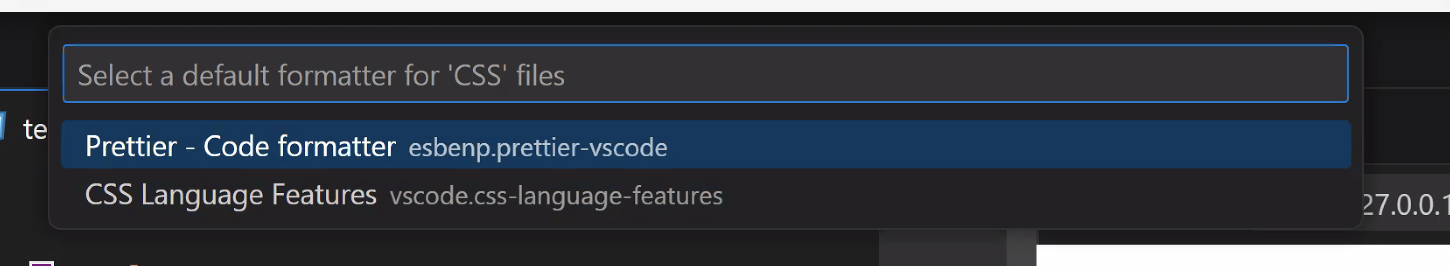 Select a default formatter for 'CSS' files
te
Prettier - Code formatter esbenp.prettier-vscode
CSS Language Features vscode.css-language-features
27.0.0.1